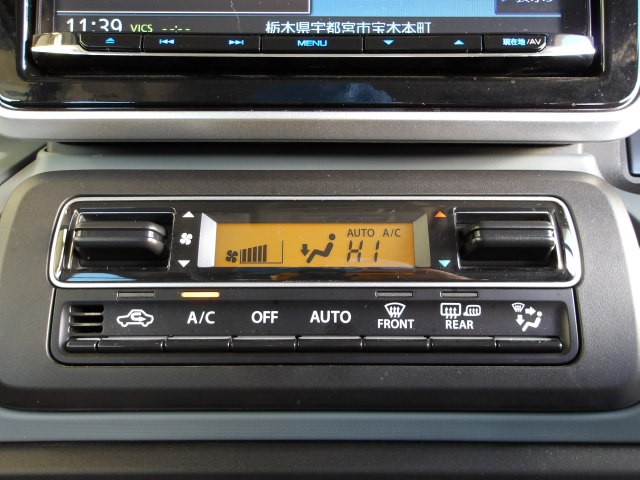 11:39 VICS --:-- 栃木県宇都宮市宝木本町
MENU 現在地/AV
AUTO A/C
HI
A/C OFF AUTO FRONT REAR